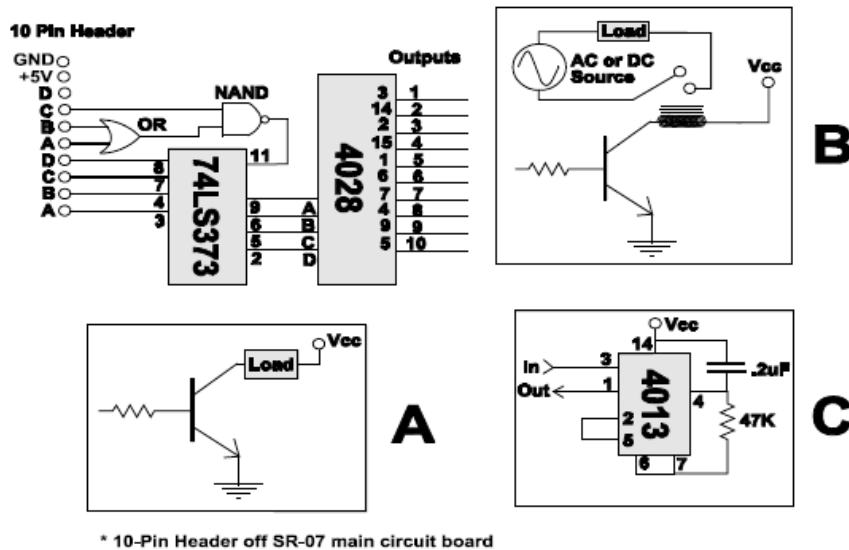 10 Pin Header
GND
+5V
D
C
B
A
D
C
B
A
OR
NAND
11
8
7
4
3
74LS373
9
6
5
2
A
B
C
D
4028
Outputs
3 1
14 2
2 3
15 4
1 5
6 6
7 7
4 8
9 9
5 10
Load
AC or DC
Source
Vcc
B
Load
Vcc
A
Vcc
14
In
3
Out
1
2
5
4013
4
6 7
.2uF
47K
C
* 10-Pin Header off SR-07 main circuit board